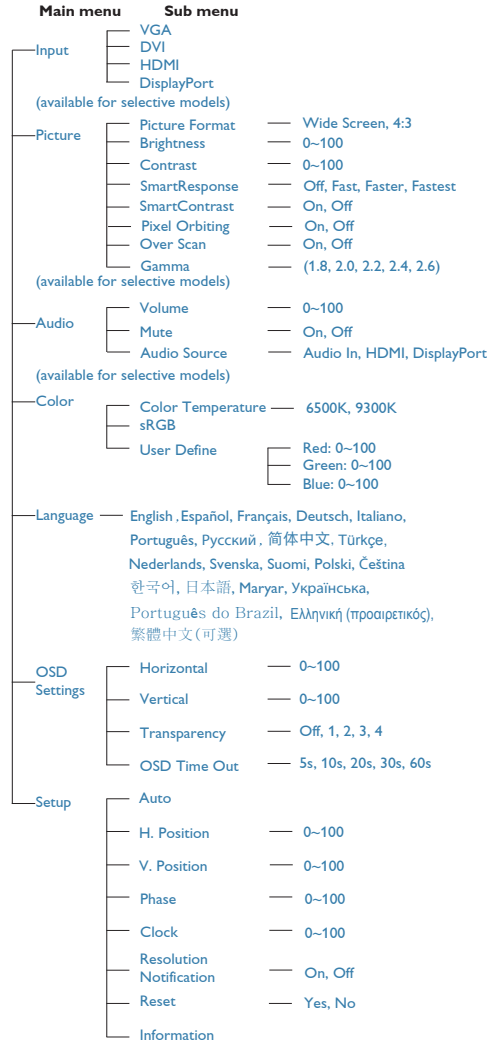 Main menu Sub menu
Input VGA
DVI
HDMI
DisplayPort
(available for selective models)
Picture Picture Format Wide Screen, 4:3
Brightness 0~100
Contrast 0~100
SmartResponse Off, Fast, Faster, Fastest
SmartContrast On, Off
Pixel Orbiting On, Off
Over Scan On, Off
Gamma (1.8, 2.0, 2.2, 2.4, 2.6)
(available for selective models)
Audio Volume 0~100
Mute On, Off
Audio Source Audio In, HDMI, DisplayPort
(available for selective models)
Color Color Temperature 6500K, 9300K
sRGB
User Define Red: 0~100
Green: 0~100
Blue: 0~100
Language English , Español, Français, Deutsch, Italiano,
Português, Русский , 简体中文, Türkçe,
Nederlands, Svenska, Suomi, Polski, Čeština
한국어, 日本語, Maryar, Українська,
Português do Brazil, Ελληνική (προαιρετικός),
繁體中文(可選)
OSD Settings Horizontal 0~100
Vertical 0~100
Transparency Off, 1, 2, 3, 4
OSD Time Out 5s, 10s, 20s, 30s, 60s
Setup Auto
H. Position 0~100
V. Position 0~100
Phase 0~100
Clock 0~100
Resolution
Notification On, Off
Reset Yes, No
Information